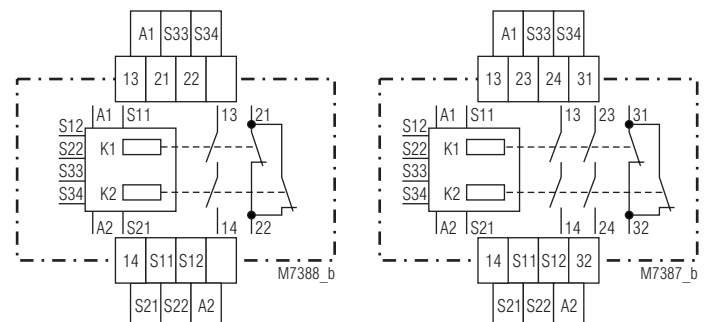 A1 S33 S34
13 21 22
A1 S11 13 21
S12
S22
S33
S34
K1
K2
A2 S21 14 22
14 S11 S12
M7388_b
S21 S22 A2
A1 S33 S34
13 23 24 31
A1 S11 13 23 31
S12
S22
S33
S34
K1
K2
A2 S21 14 24 32
14 S11 S12 32
M7387_b
S21 S22 A2